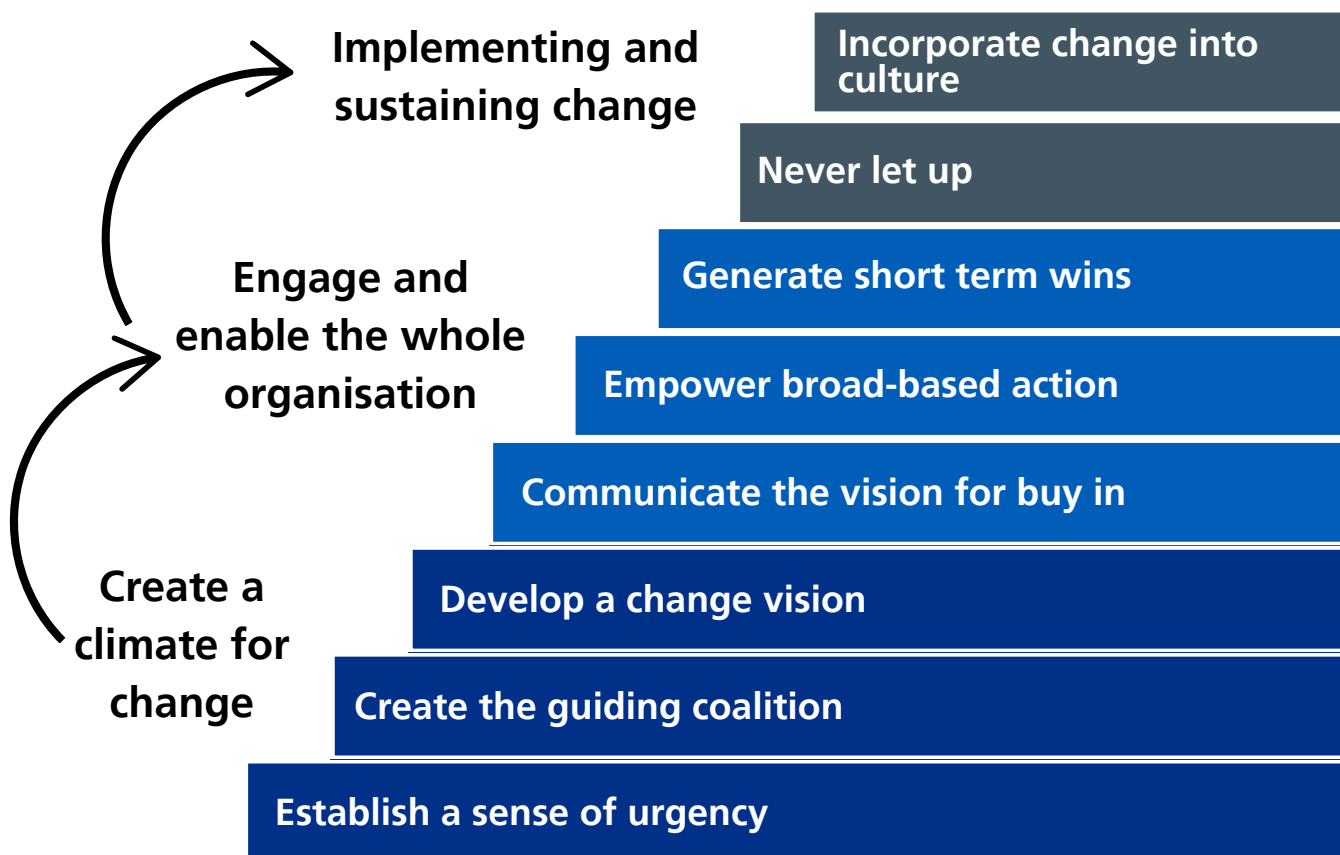 Implementing and
sustaining change
Incorporate change into
culture
Never let up
Engage and
enable the whole
organisation
Generate short term wins
Empower broad-based action
Communicate the vision for buy in
Create a
climate for
change
Develop a change vision
Create the guiding coalition
Establish a sense of urgency